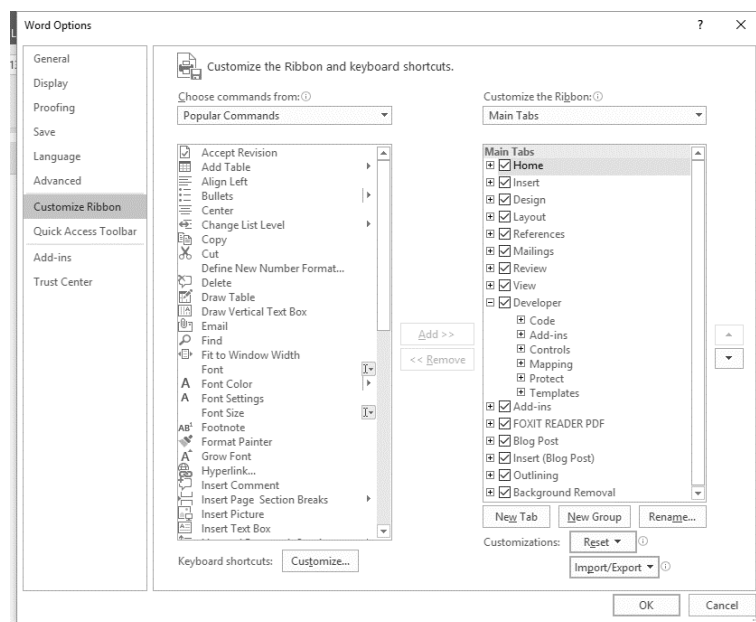 Word Options
?
General
Display
Proofing
Save
Language
Advanced
Customize Ribbon
Quick Access Toolbar
Add-ins
Trust Center
Customize the Ribbon and keyboard shortcuts.
Choose commands from:
Popular Commands
Accept Revision
Add Table
Align Left
Bullets
Center
Change List Level
Copy
Cut
Define New Number Format...
Delete
Draw Table
Draw Vertical Text Box
Email
Find
Fit to Window Width
Font
Font Color
Font Settings
Font Size
Footnote
Format Painter
Grow Font
Hyperlink...
Insert Comment
Insert Page Section Breaks
Insert Picture
Insert Text Box
Keyboard shortcuts: Customize...
Add >>
<< Remove
Customize the Ribbon:
Main Tabs
Main Tabs
Home
Insert
Design
Layout
References
Mailings
Review
View
Developer
Code
Add-ins
Controls
Mapping
Protect
Templates
Add-ins
FOXIT READER PDF
Blog Post
Insert (Blog Post)
Outlining
Background Removal
New Tab New Group Rename...
Customizations: Reset
Import/Export
OK Cancel